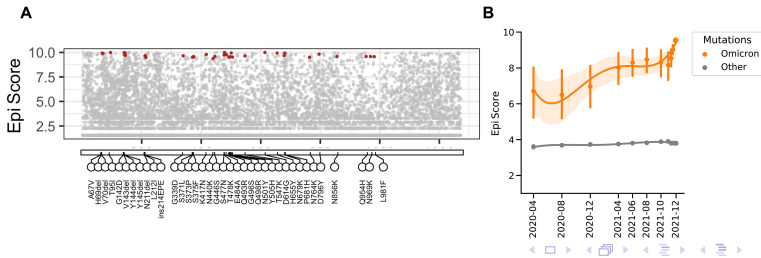 A
Epi Score
10.0
7.5
5.0
2.5
A67V
H69del
V70del
T95I
G142D
V143del
Y144del
Y145del
N211del
L212I
ins214EPE
G339D
S371L
S373P
S375F
K417N
N440K
G446S
S477N
T478K
E484A
Q493R
G496S
Q498R
N501Y
Y505H
T547K
D614G
H655Y
N679K
P681H
N764K
D796Y
N856K
Q954H
N969K
L981F
B
Epi Score
10
8
6
4
2
2020-04
2020-08
2020-12
2021-04
2021-06
2021-08
2021-10
2021-12
Mutations
Omicron
Other